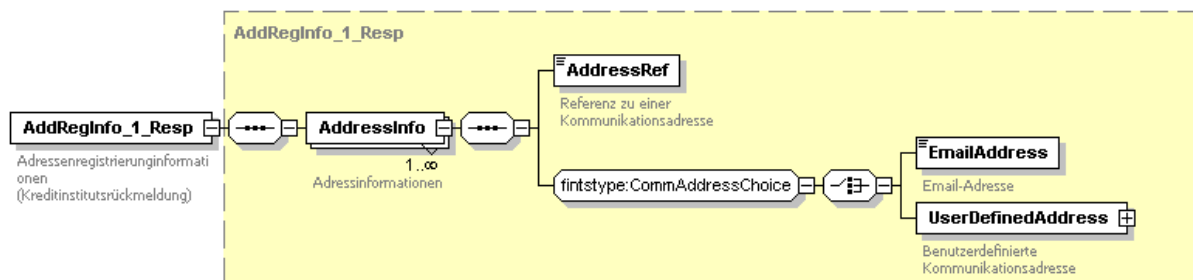 AddRegInfo_1_Resp
AddressRef
Referenz zu einer
Kommunikationsadresse
AddRegInfo_1_Resp
Adressenregistrierunginformati
onen
(Kreditinstitutsrückmeldung)
AddressInfo
1..∞
Adressinformationen
fintstype:CommAddressChoice
EmailAddress
Email-Adresse
UserDefinedAddress
Benutzerdefinierte
Kommunikationsadresse